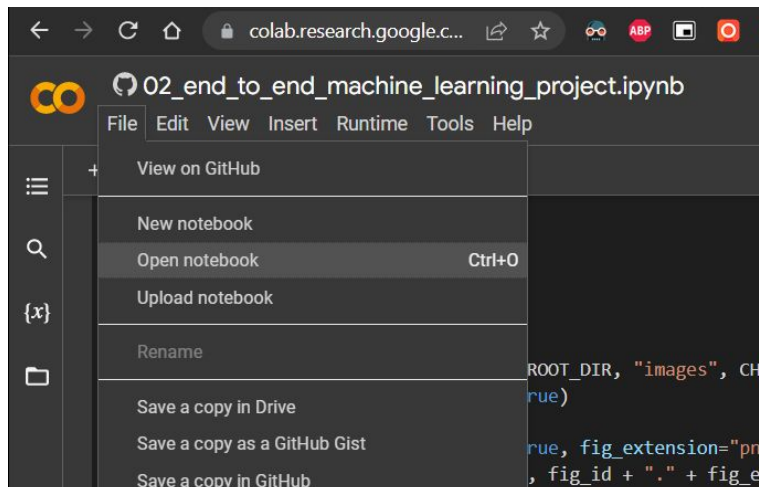 colab.research.google.c...
ABP
02_end_to_end_machine_learning_project.ipynb
File Edit View Insert Runtime Tools Help
+
View on GitHub
New notebook
Open notebook Ctrl+O
Upload notebook
{x}
Rename
ROOT_DIR, "images", CH
rue)
Save a copy in Drive
Save a copy as a GitHub Gist
rue, fig_extension="pn
Save a copy in GitHub
, fig_id + "." + fig_e